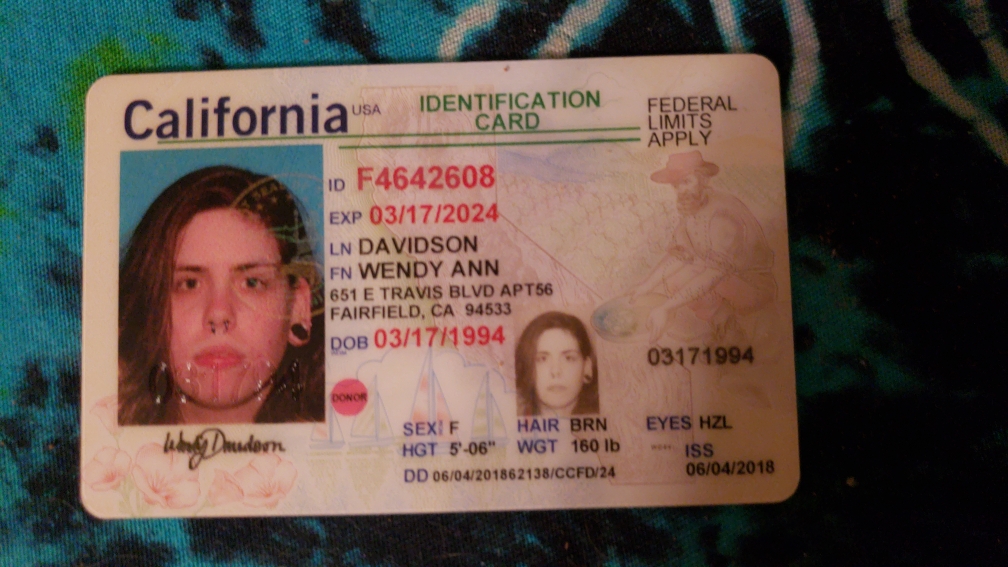 California USA
IDENTIFICATION
CARD
FEDERAL
LIMITS
APPLY
ID F4642608
EXP 03/17/2024
LN DAVIDSON
FN WENDY ANN
651 E TRAVIS BLVD APT56
FAIRFIELD, CA 94533
DOB 03/17/1994
03171994
DONOR
SEX F
HAIR BRN
EYES HZL
HGT 5'-06"
WGT 160 lb
ISS
06/04/2018
DD 06/04/201862138/CCFD/24
Wendy Davidson